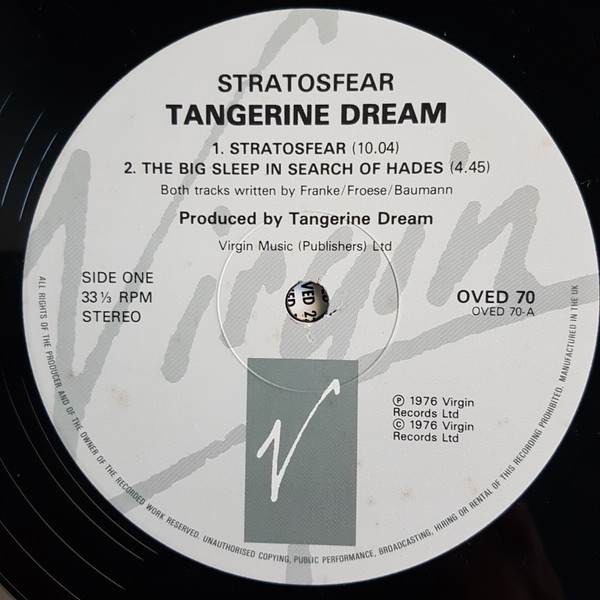 STRATOSFEAR
TANGERINE DREAM
1. STRATOSFEAR (10.04)
2. THE BIG SLEEP IN SEARCH OF HADES (4.45)
Both tracks written by Franke/Froese/Baumann
Produced by Tangerine Dream
Virgin Music (Publishers) Ltd
SIDE ONE
33⅓ RPM
STEREO
OVED 70
OVED 70-A
Ⓟ 1976 Virgin
Records Ltd
© 1976 Virgin
Records Ltd
Virgin
V
ALL RIGHTS OF THE PRODUCER AND OF THE OWNER OF THE RECORDED WORK RESERVED. UNAUTHORISED COPYING, PUBLIC PERFORMANCE, BROADCASTING, HIRING OR RENTAL OF THIS RECORDING PROHIBITED. MANUFACTURED IN THE UK